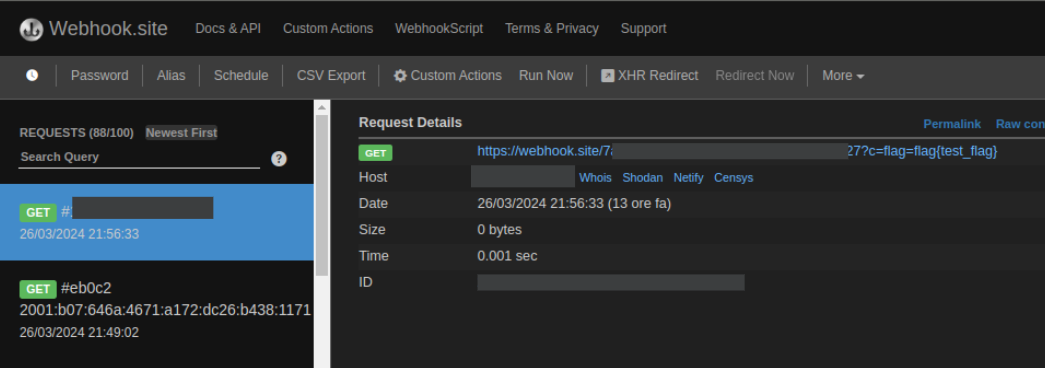 Webhook.site Docs & API Custom Actions WebhookScript Terms & Privacy Support
Password Alias Schedule CSV Export Custom Actions Run Now XHR Redirect Redirect Now More
REQUESTS (88/100) Newest First
Search Query
GET
26/03/2024 21:56:33
GET #eb0c2
2001:b07:646a:4671:a172:dc26:b438:1171
26/03/2024 21:49:02
Request Details Permalink Raw con
GET https://webhook.site/7 27?c=flag=flag{test_flag}
Host Whois Shodan Netify Censys
Date 26/03/2024 21:56:33 (13 ore fa)
Size 0 bytes
Time 0.001 sec
ID